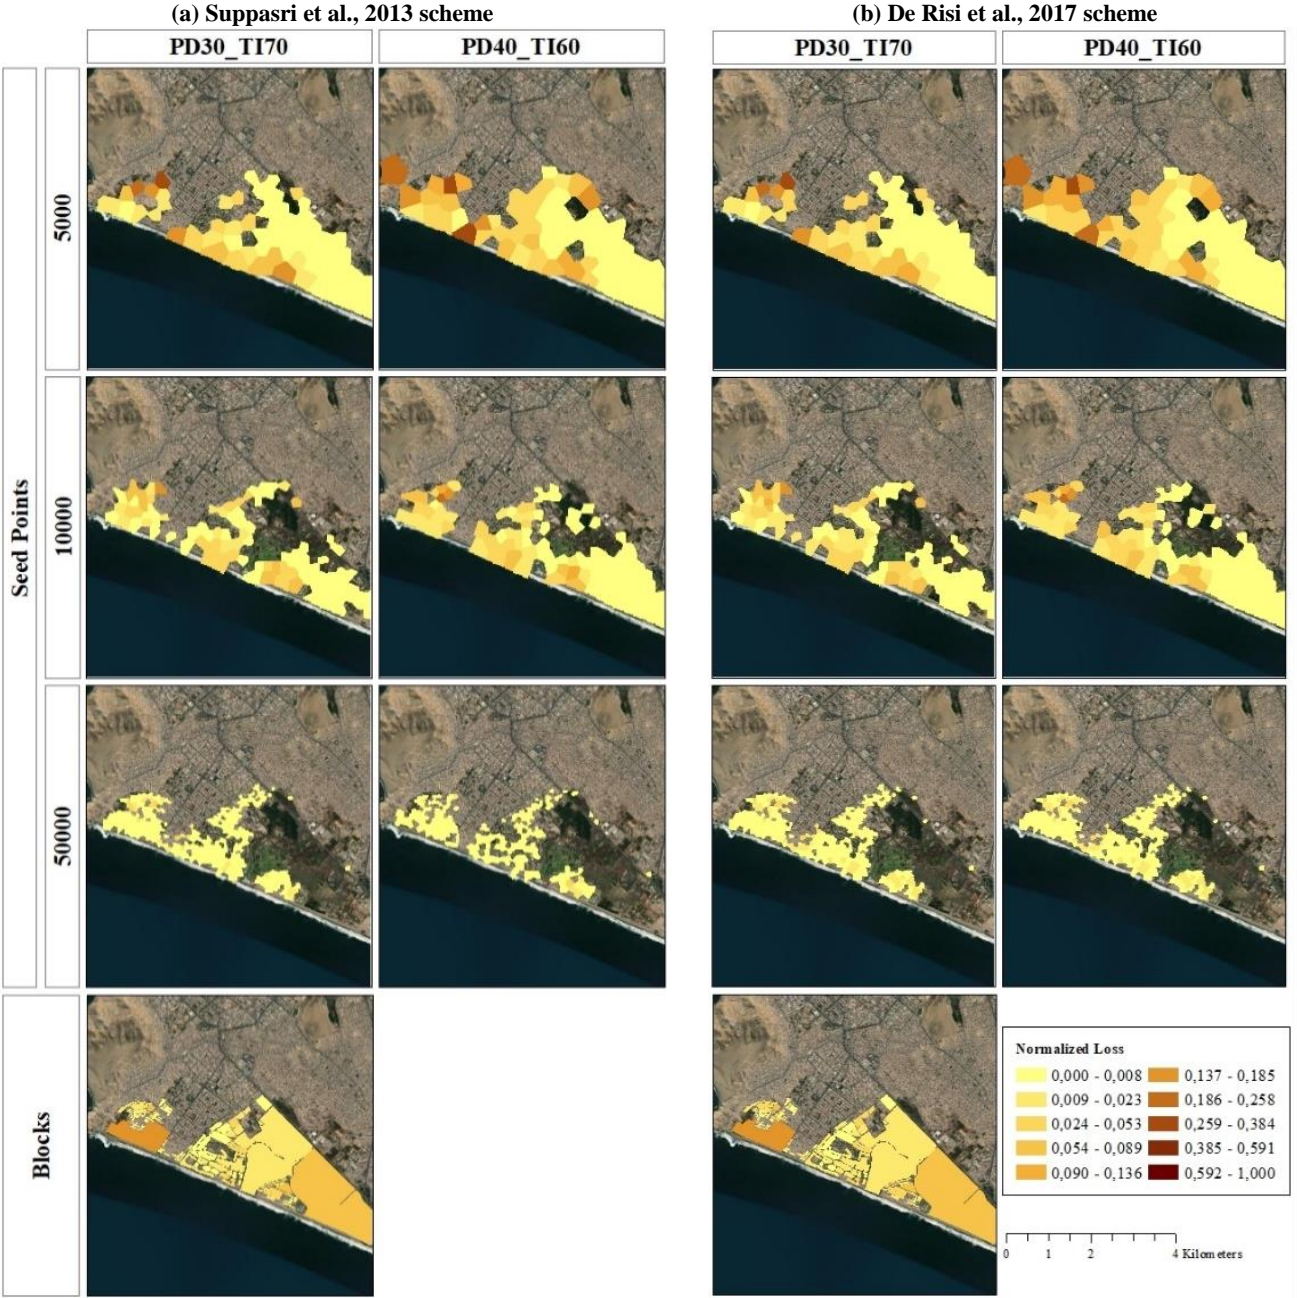 (a) Suppasri et al., 2013 scheme
(b) De Risi et al., 2017 scheme
PD30_TI70
PD40_TI60
PD30_TI70
PD40_TI60
Seed Points
5000
10000
50000
Blocks
Normalized Loss
0,000 - 0,008
0,137 - 0,185
0,009 - 0,023
0,186 - 0,258
0,024 - 0,053
0,259 - 0,384
0,054 - 0,089
0,385 - 0,591
0,090 - 0,136
0,592 - 1,000
0 1 2 4 Kilometers